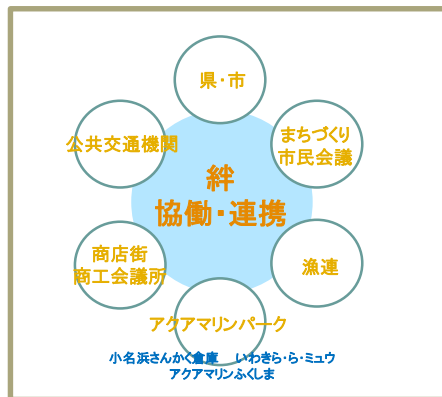 県・市
公共交通機関
まちづくり
市民会議
絆
協働・連携
商店街
商工会議所
漁連
アクアマリンパーク
小名浜さんかく倉庫　いわきら・ら・ミュウ
アクアマリンふくしま